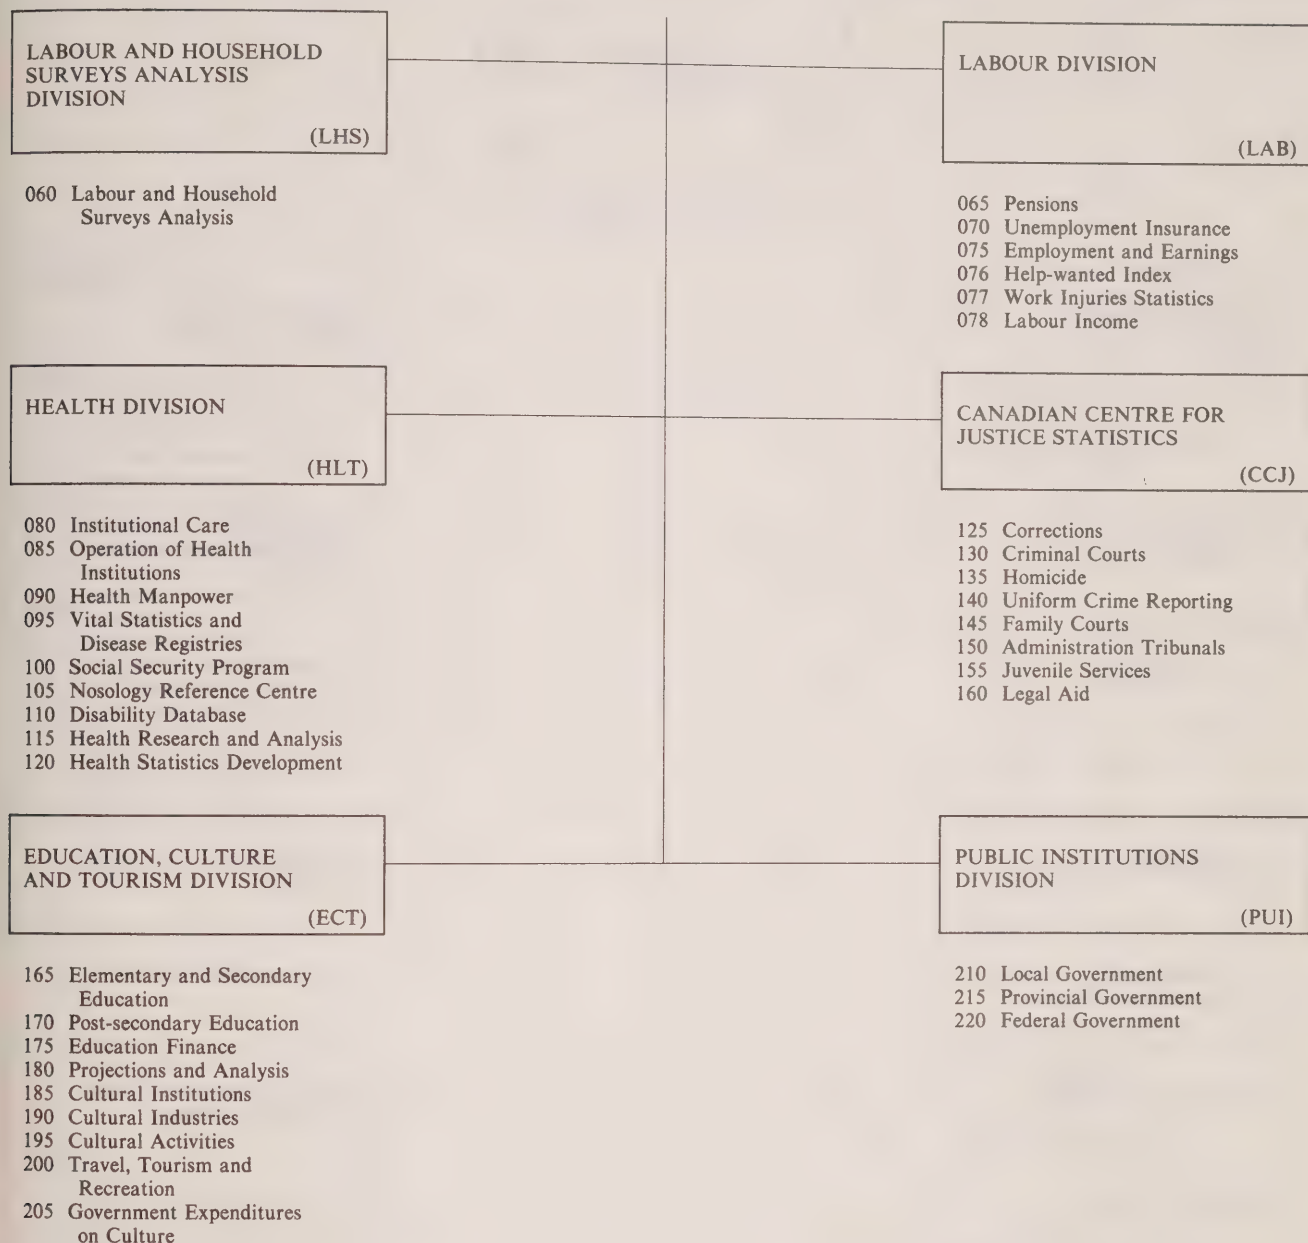 LABOUR AND HOUSEHOLD
SURVEYS ANALYSIS
DIVISION
(LHS)
060 Labour and Household
Surveys Analysis
LABOUR DIVISION
(LAB)
065 Pensions
070 Unemployment Insurance
075 Employment and Earnings
076 Help-wanted Index
077 Work Injuries Statistics
078 Labour Income
HEALTH DIVISION
(HLT)
080 Institutional Care
085 Operation of Health
Institutions
090 Health Manpower
095 Vital Statistics and
Disease Registries
100 Social Security Program
105 Nosology Reference Centre
110 Disability Database
115 Health Research and Analysis
120 Health Statistics Development
CANADIAN CENTRE FOR
JUSTICE STATISTICS
(CCJ)
125 Corrections
130 Criminal Courts
135 Homicide
140 Uniform Crime Reporting
145 Family Courts
150 Administration Tribunals
155 Juvenile Services
160 Legal Aid
EDUCATION, CULTURE
AND TOURISM DIVISION
(ECT)
165 Elementary and Secondary
Education
170 Post-secondary Education
175 Education Finance
180 Projections and Analysis
185 Cultural Institutions
190 Cultural Industries
195 Cultural Activities
200 Travel, Tourism and
Recreation
205 Government Expenditures
on Culture
PUBLIC INSTITUTIONS
DIVISION
(PUI)
210 Local Government
215 Provincial Government
220 Federal Government